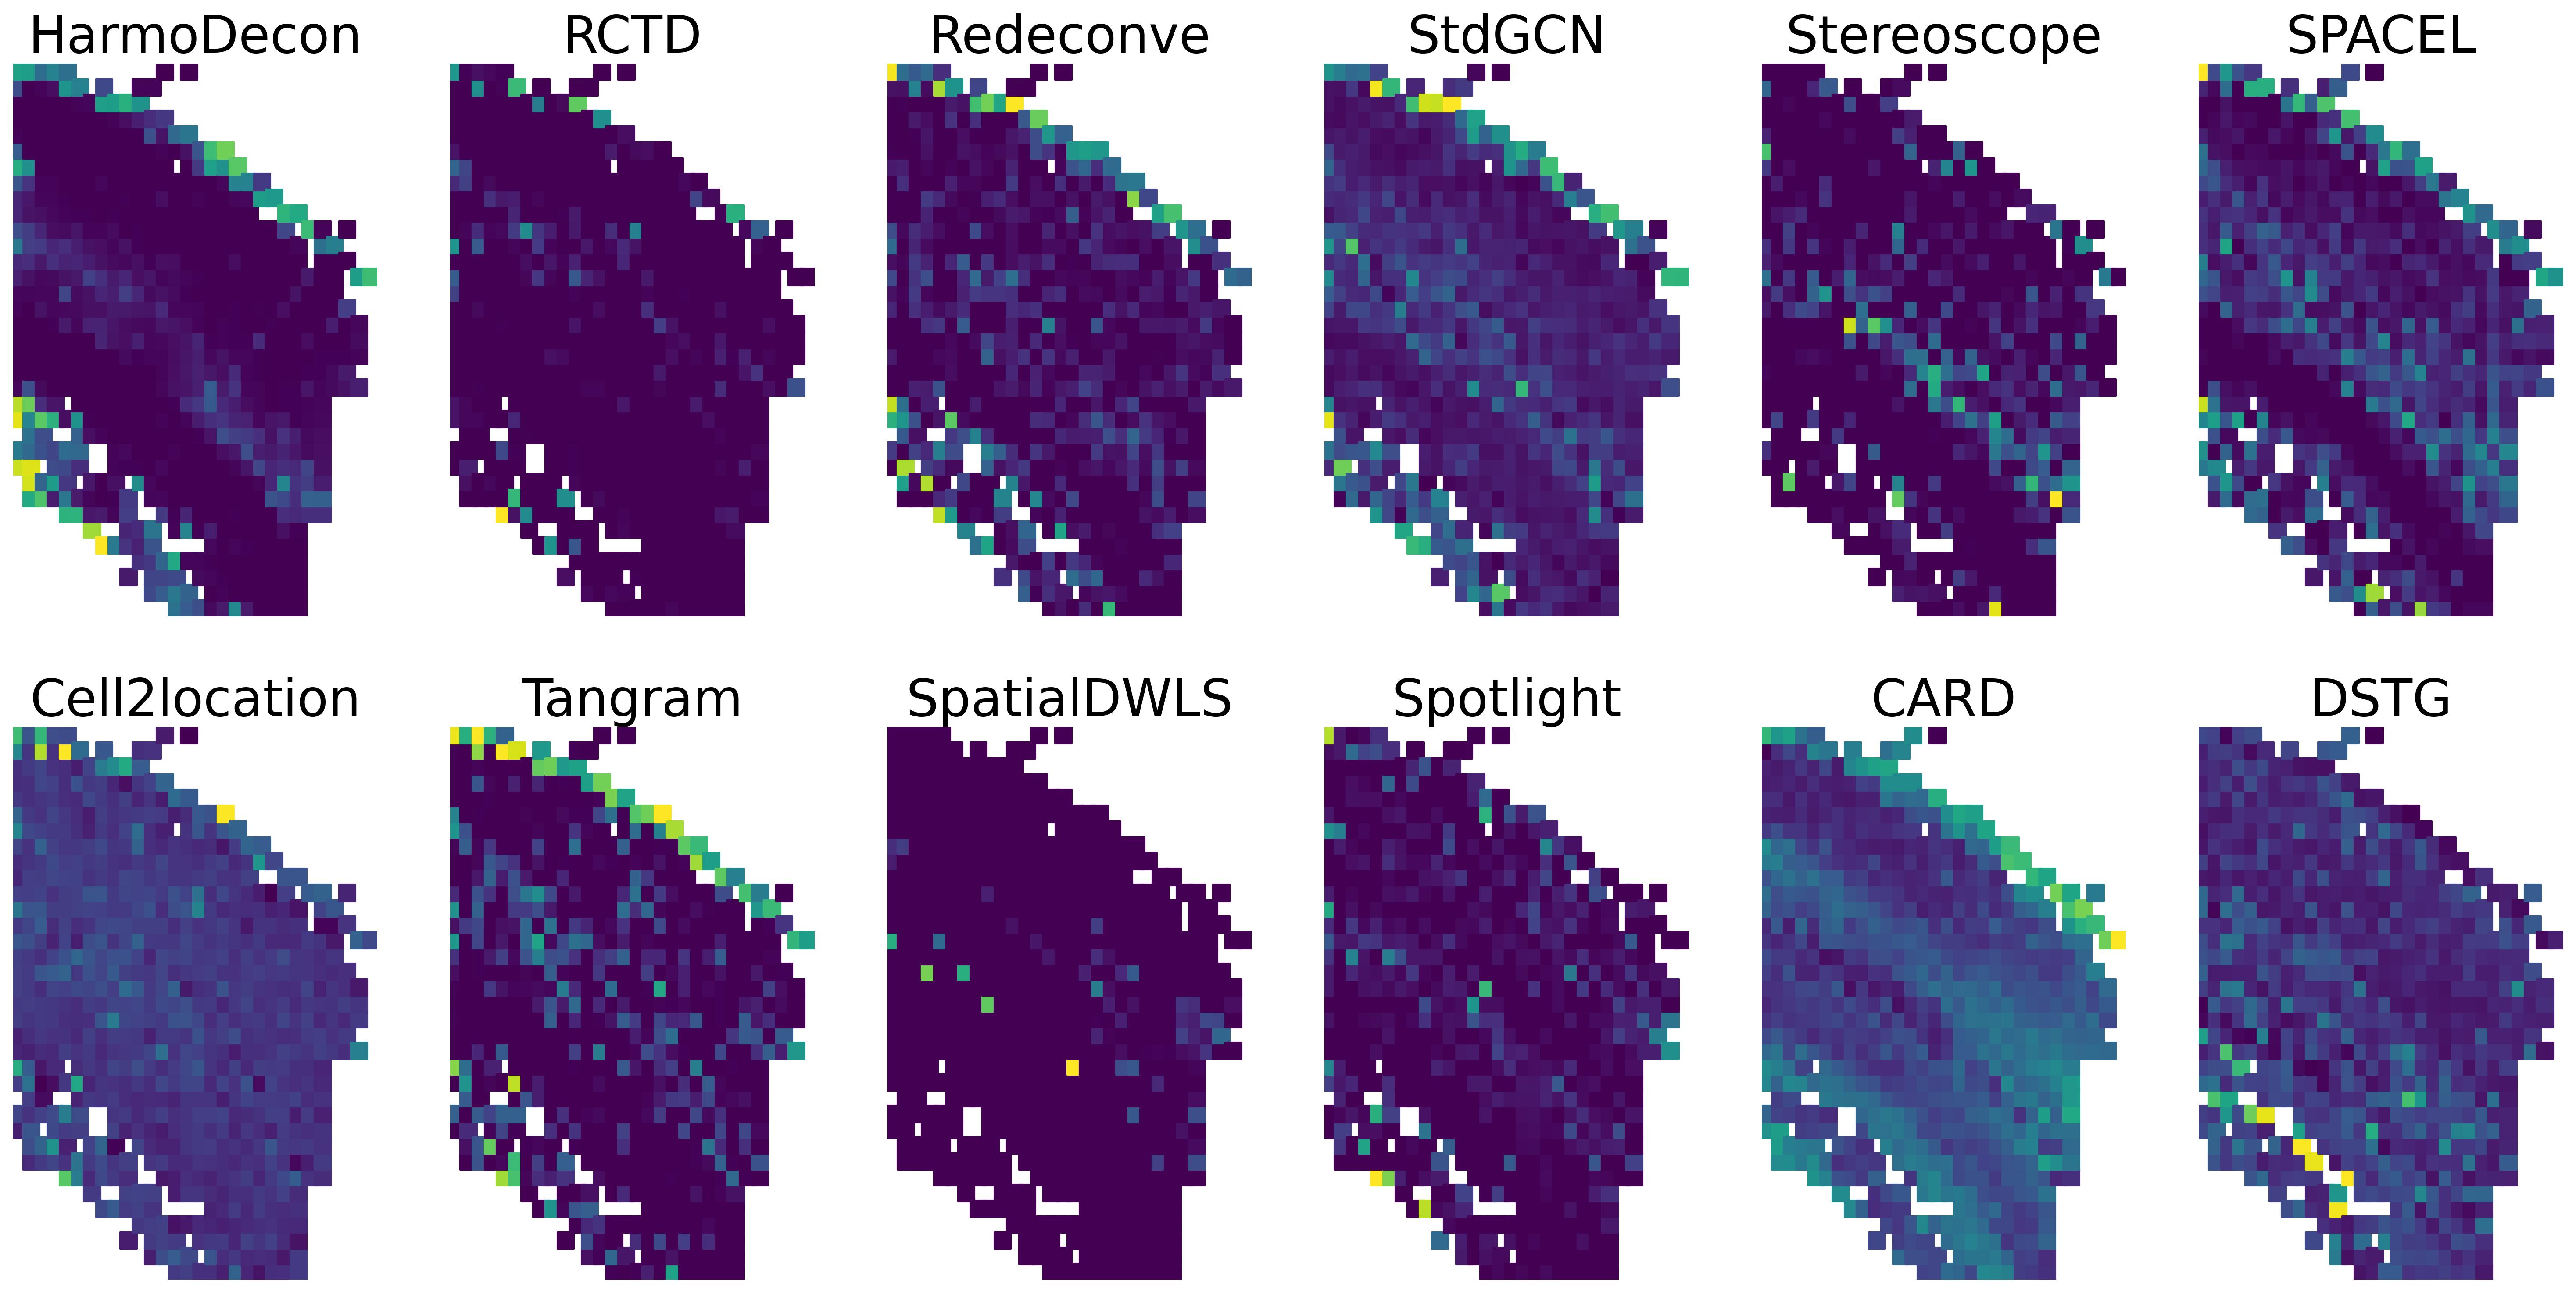 HarmoDecon RCTD Redeconve StdGCN Stereoscope SPACEL
Cell2location Tangram SpatialDWLS Spotlight CARD DSTG